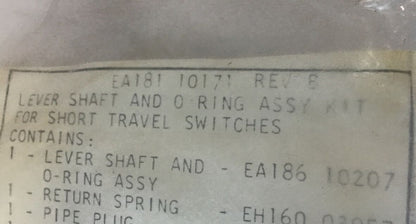 EA181 10171 REV B
LEVER SHAFT AND O-RING ASSY KIT
FOR SHORT TRAVEL SWITCHES
CONTAINS:
1 - LEVER SHAFT AND - EA186 10207
O-RING ASSY
1 - RETURN SPRING - EH160
1 - PIPE PLUG